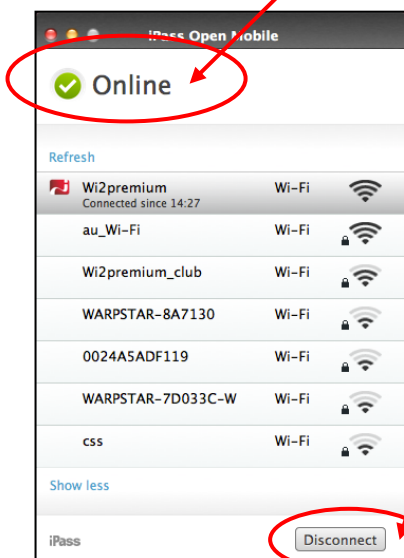 iPass Open Mobile
Online
Refresh
Wi2premium Wi-Fi
Connected since 14:27
au_Wi-Fi Wi-Fi
Wi2premium_club Wi-Fi
WARPSTAR-8A7130 Wi-Fi
0024A5ADF119 Wi-Fi
WARPSTAR-7D033C-W Wi-Fi
css Wi-Fi
Show less
iPass Disconnect